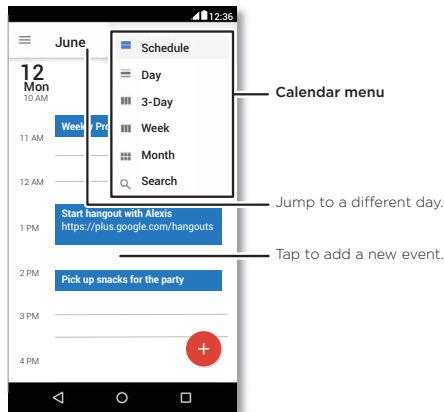 12:36
June
12
Mon
10 AM
11 AM
12 AM
1 PM
2 PM
3 PM
4 PM
Weekly Pro
Start hangout with Alexis
https://plus.google.com/hangouts
Pick up snacks for the party
Schedule
Day
3-Day
Week
Month
Search
+
Calendar menu
Jump to a different day.
Tap to add a new event.